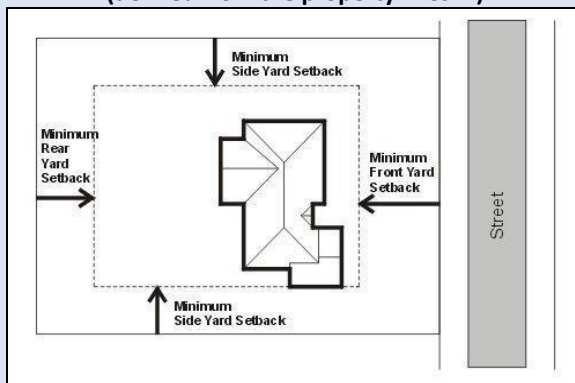 Minimum
Side Yard Setback
Minimum
Rear
Yard
Setback
Minimum
Front Yard
Setback
Street
Minimum
Side Yard Setback